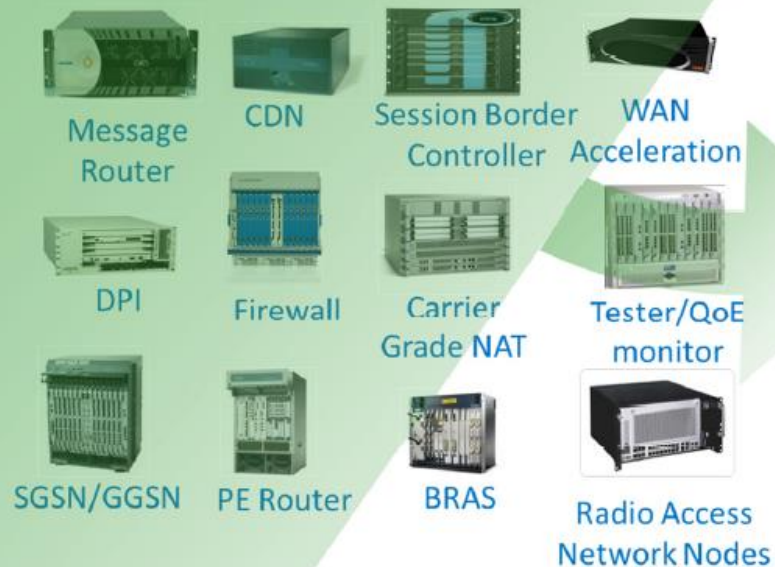 Message
Router
CDN
Session Border
Controller
WAN
Acceleration
DPI
Firewall
Carrier
Grade NAT
Tester/QoE
monitor
SGSN/GGSN
PE Router
BRAS
Radio Access
Network Nodes